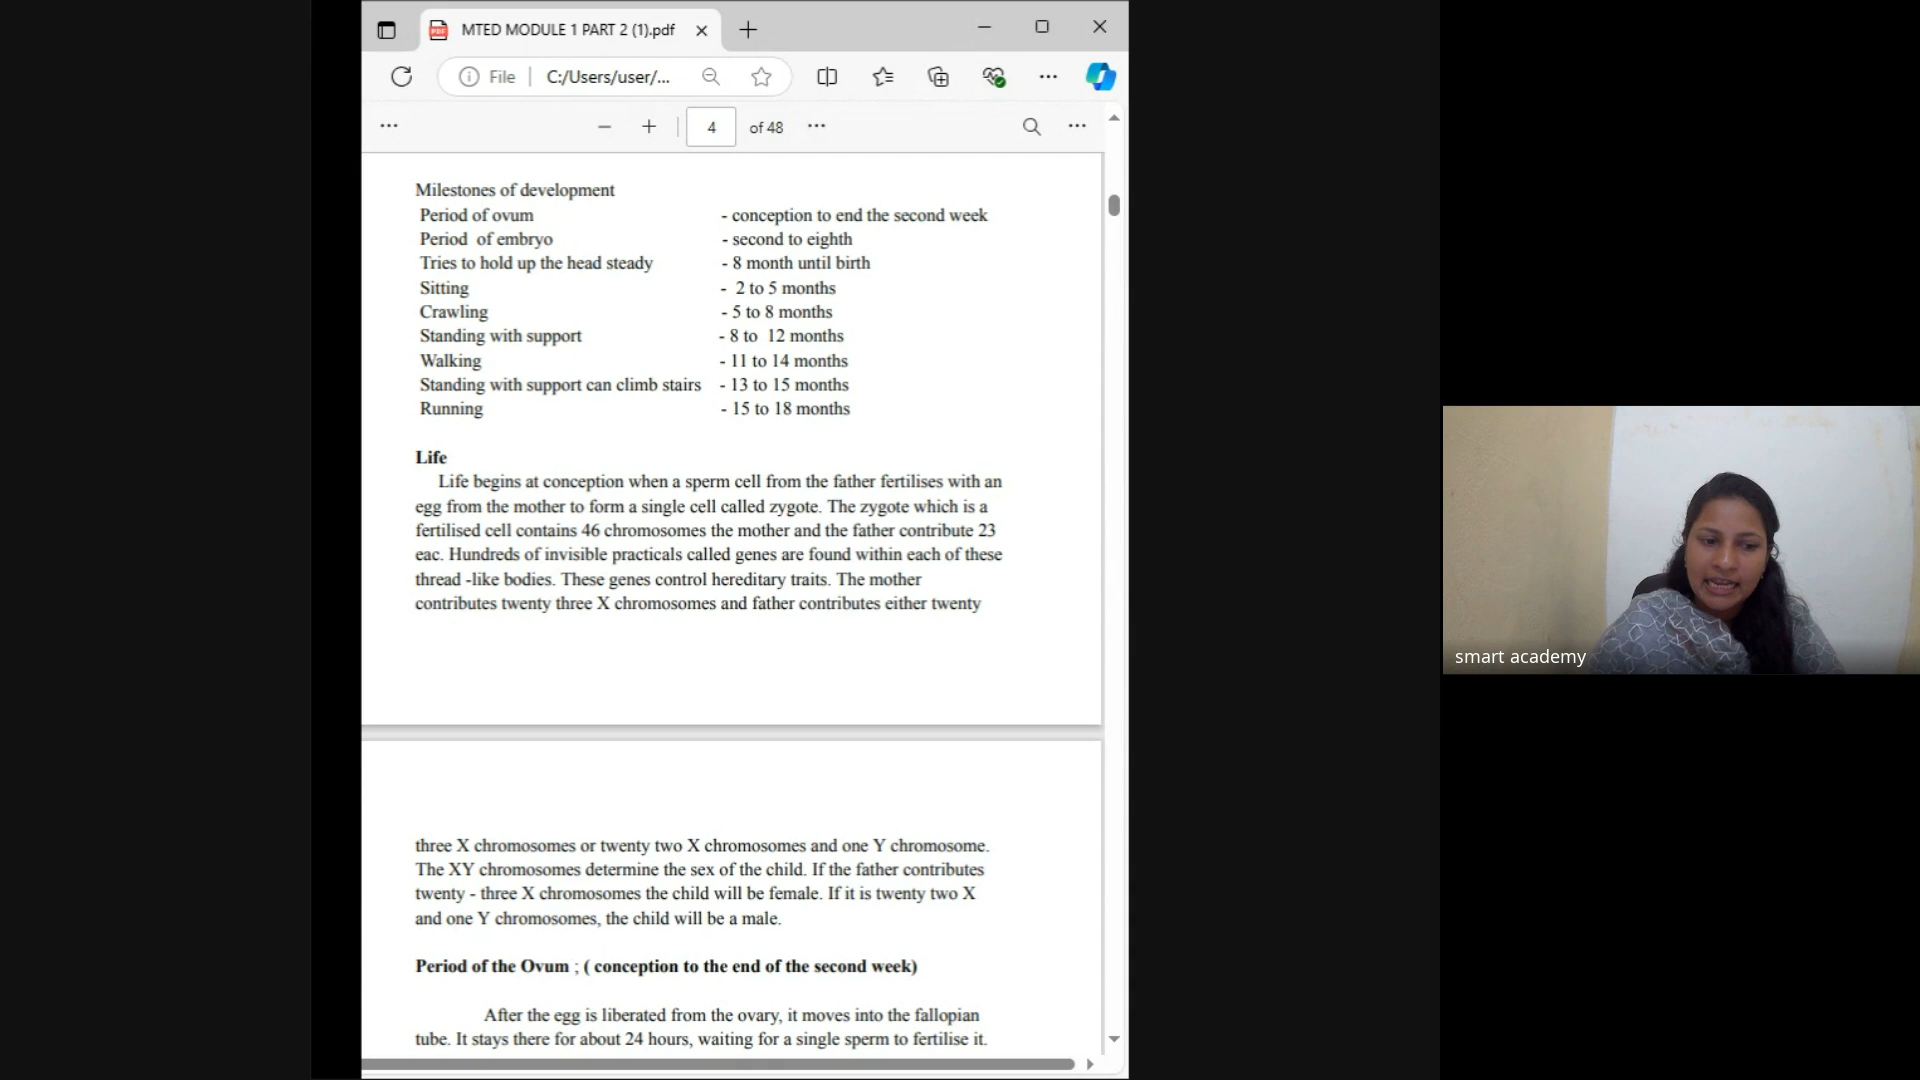 MTED MODULE 1 PART 2 (1).pdf
File
C:/Users/user/...
4 of 48
Milestones of development
Period of ovum - conception to end the second week
Period of embryo - second to eighth
Tries to hold up the head steady - 8 month until birth
Sitting - 2 to 5 months
Crawling - 5 to 8 months
Standing with support - 8 to 12 months
Walking - 11 to 14 months
Standing with support can climb stairs - 13 to 15 months
Running - 15 to 18 months
Life
Life begins at conception when a sperm cell from the father fertilises with an
egg from the mother to form a single cell called zygote. The zygote which is a
fertilised cell contains 46 chromosomes the mother and the father contribute 23
eac. Hundreds of invisible practicals called genes are found within each of these
thread -like bodies. These genes control hereditary traits. The mother
contributes twenty three X chromosomes and father contributes either twenty
three X chromosomes or twenty two X chromosomes and one Y chromosome.
The XY chromosomes determine the sex of the child. If the father contributes
twenty - three X chromosomes the child will be female. If it is twenty two X
and one Y chromosomes, the child will be a male.
Period of the Ovum ; ( conception to the end of the second week)
After the egg is liberated from the ovary, it moves into the fallopian
tube. It stays there for about 24 hours, waiting for a single sperm to fertilise it.
smart academy